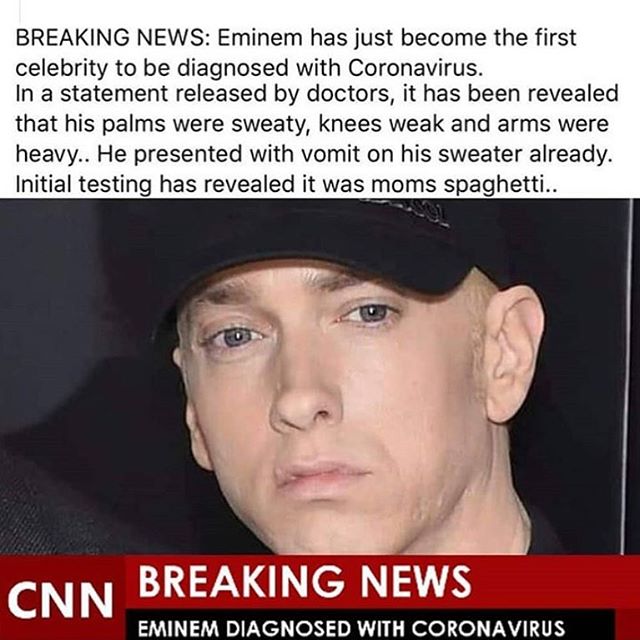 BREAKING NEWS: Eminem has just become the first
celebrity to be diagnosed with Coronavirus.
In a statement released by doctors, it has been revealed
that his palms were sweaty, knees weak and arms were
heavy.. He presented with vomit on his sweater already.
Initial testing has revealed it was moms spaghetti..
CNN
BREAKING NEWS
EMINEM DIAGNOSED WITH CORONAVIRUS